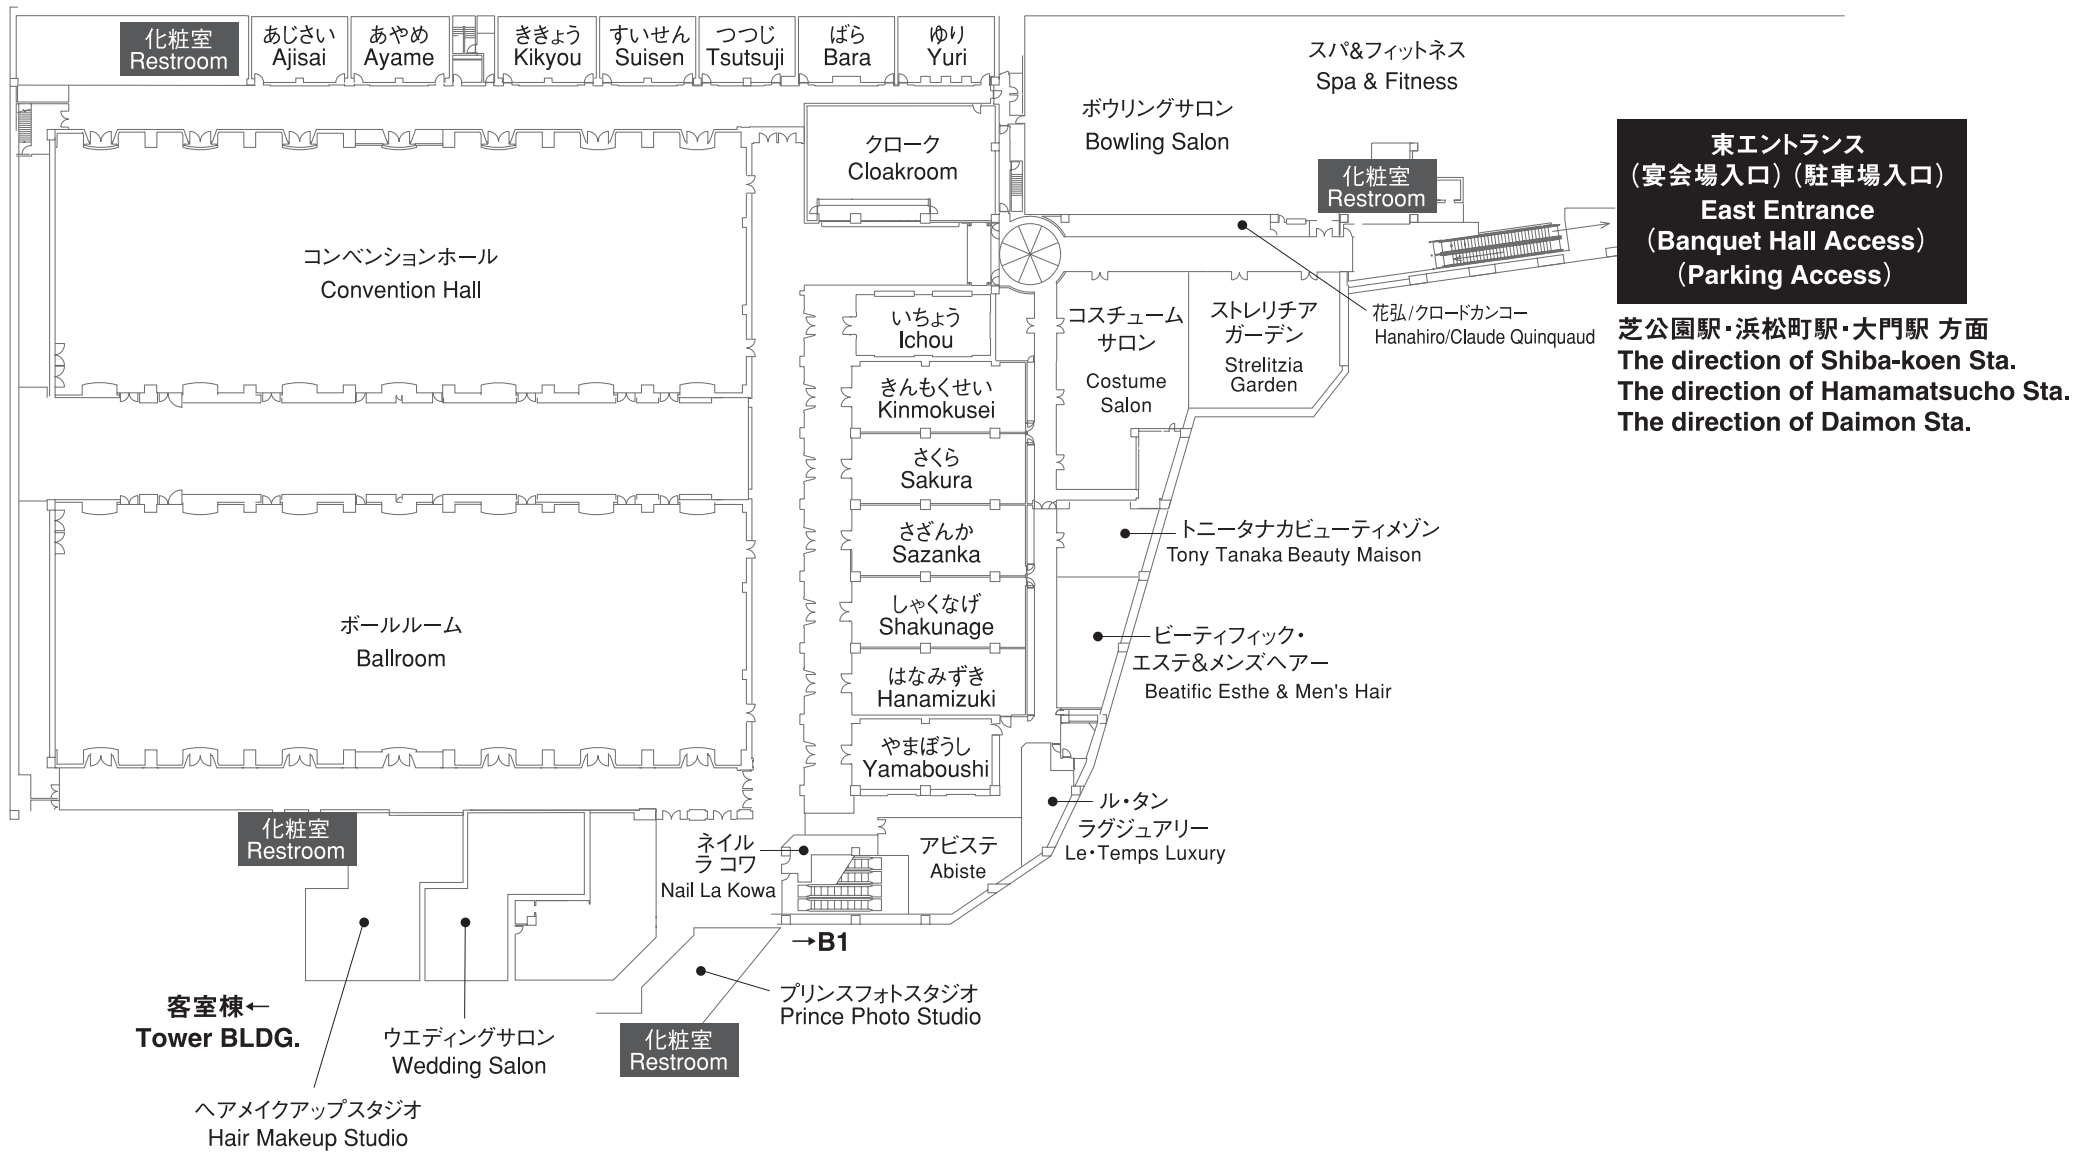 化粧室
Restroom
あじさい
Ajisai
あやめ
Ayame
ききょう
Kikyou
すいせん
Suisen
つつじ
Tsutsuji
ばら
Bara
ゆり
Yuri
スパ&フィットネス
Spa & Fitness
ボウリングサロン
Bowling Salon
クローク
Cloakroom
化粧室
Restroom
東エントランス
（宴会場入口）（駐車場入口）
East Entrance
（Banquet Hall Access）
（Parking Access）
芝公園駅・浜松町駅・大門駅 方面
The direction of Shiba-koen Sta.
The direction of Hamamatsucho Sta.
The direction of Daimon Sta.
コンベンションホール
Convention Hall
いちょう
Ichou
コスチューム
サロン
Costume
Salon
ストレリチア
ガーデン
Strelitzia
Garden
花弘/クロードカンコー
Hanahiro/Claude Quinquaud
きんもくせい
Kinmokusei
さくら
Sakura
さざんか
Sazanka
トニータナカビューティメゾン
Tony Tanaka Beauty Maison
しゃくなげ
Shakunage
ビーティフィック・
エステ&メンズヘアー
Beatific Esthe & Men's Hair
ボールルーム
Ballroom
はなみずき
Hanamizuki
やまぼうし
Yamaboushi
ル・タン
ラグジュアリー
Le・Temps Luxury
化粧室
Restroom
ネイル
ラ コワ
Nail La Kowa
アビステ
Abiste
→B1
プリンスフォトスタジオ
Prince Photo Studio
客室棟←
Tower BLDG.
ウエディングサロン
Wedding Salon
化粧室
Restroom
ヘアメイクアップスタジオ
Hair Makeup Studio